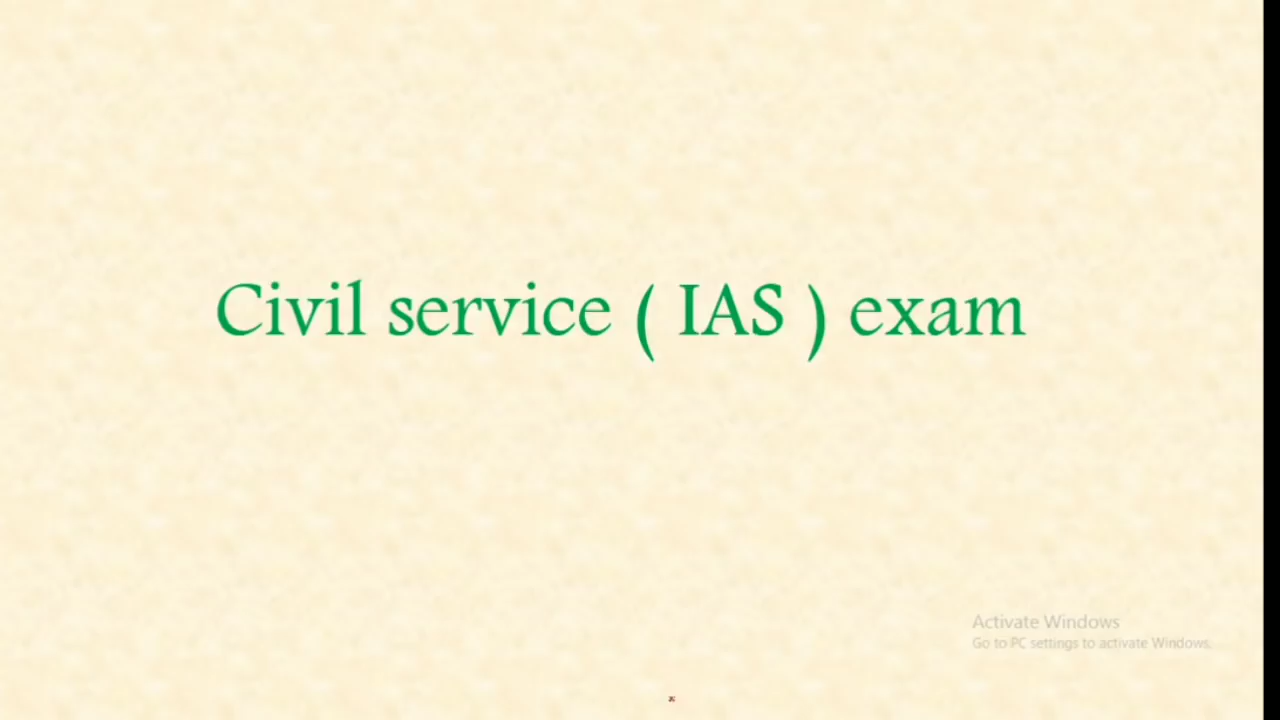 Civil service ( IAS ) exam
Activate Windows
Go to PC settings to activate Windows.